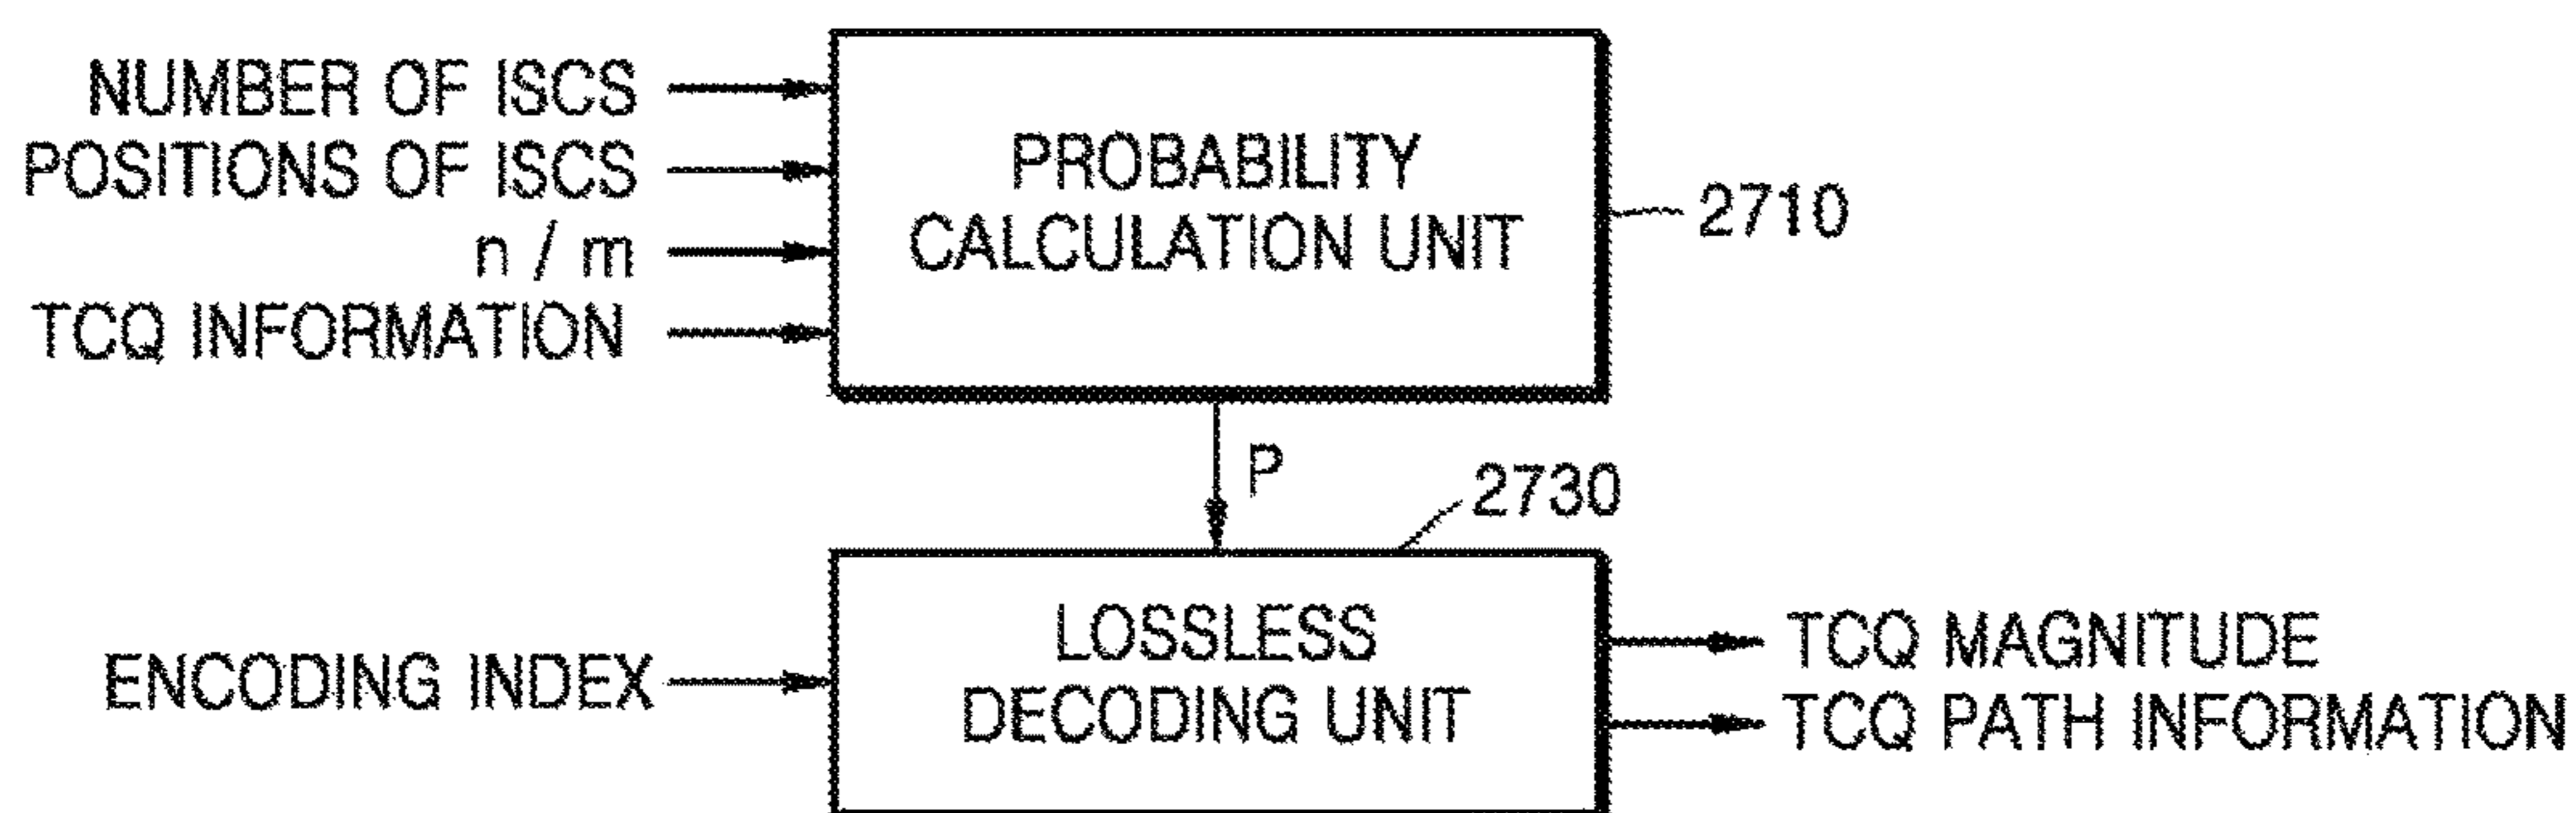 NUMBER OF ISCS
POSITIONS OF ISCS
n / m
TCQ INFORMATION
PROBABILITY
CALCULATION UNIT
2710
P
2730
ENCODING INDEX
LOSSLESS
DECODING UNIT
TCQ MAGNITUDE
TCQ PATH INFORMATION